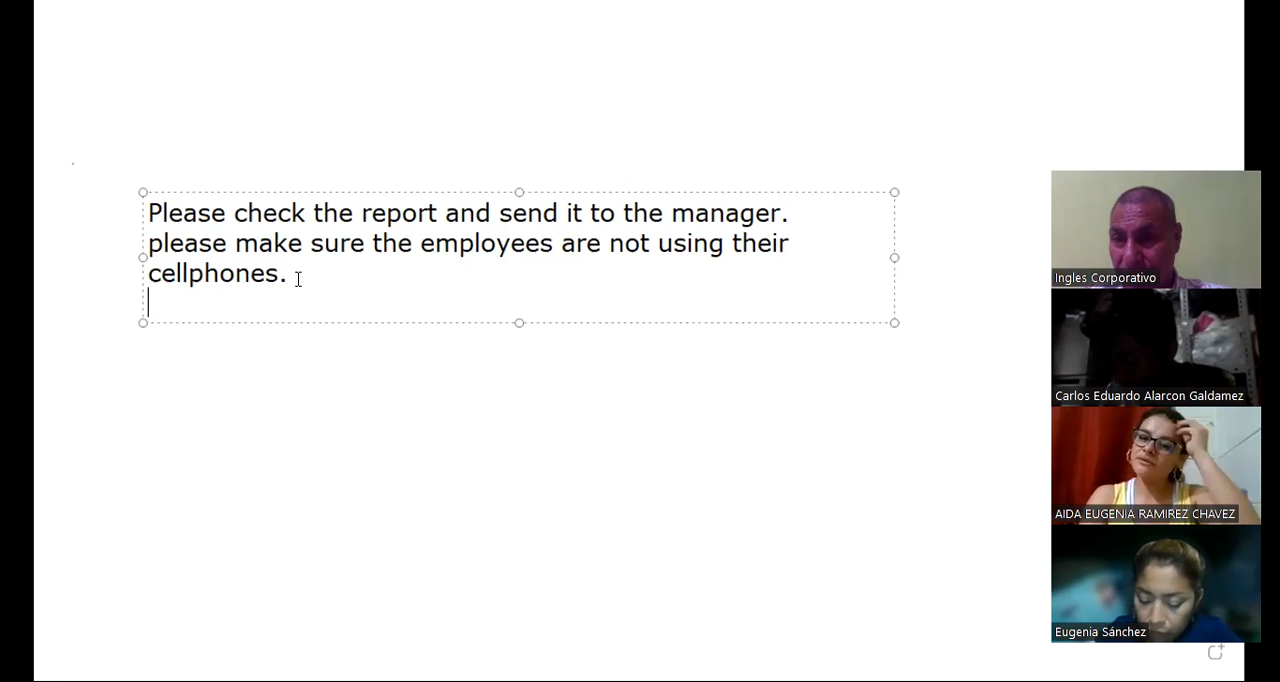 Please check the report and send it to the manager.
please make sure the employees are not using their
cellphones.
Ingles Corporativo
Carlos Eduardo Alarcon Galdamez
AIDA EUGENIA RAMIREZ CHAVEZ
Eugenia Sánchez